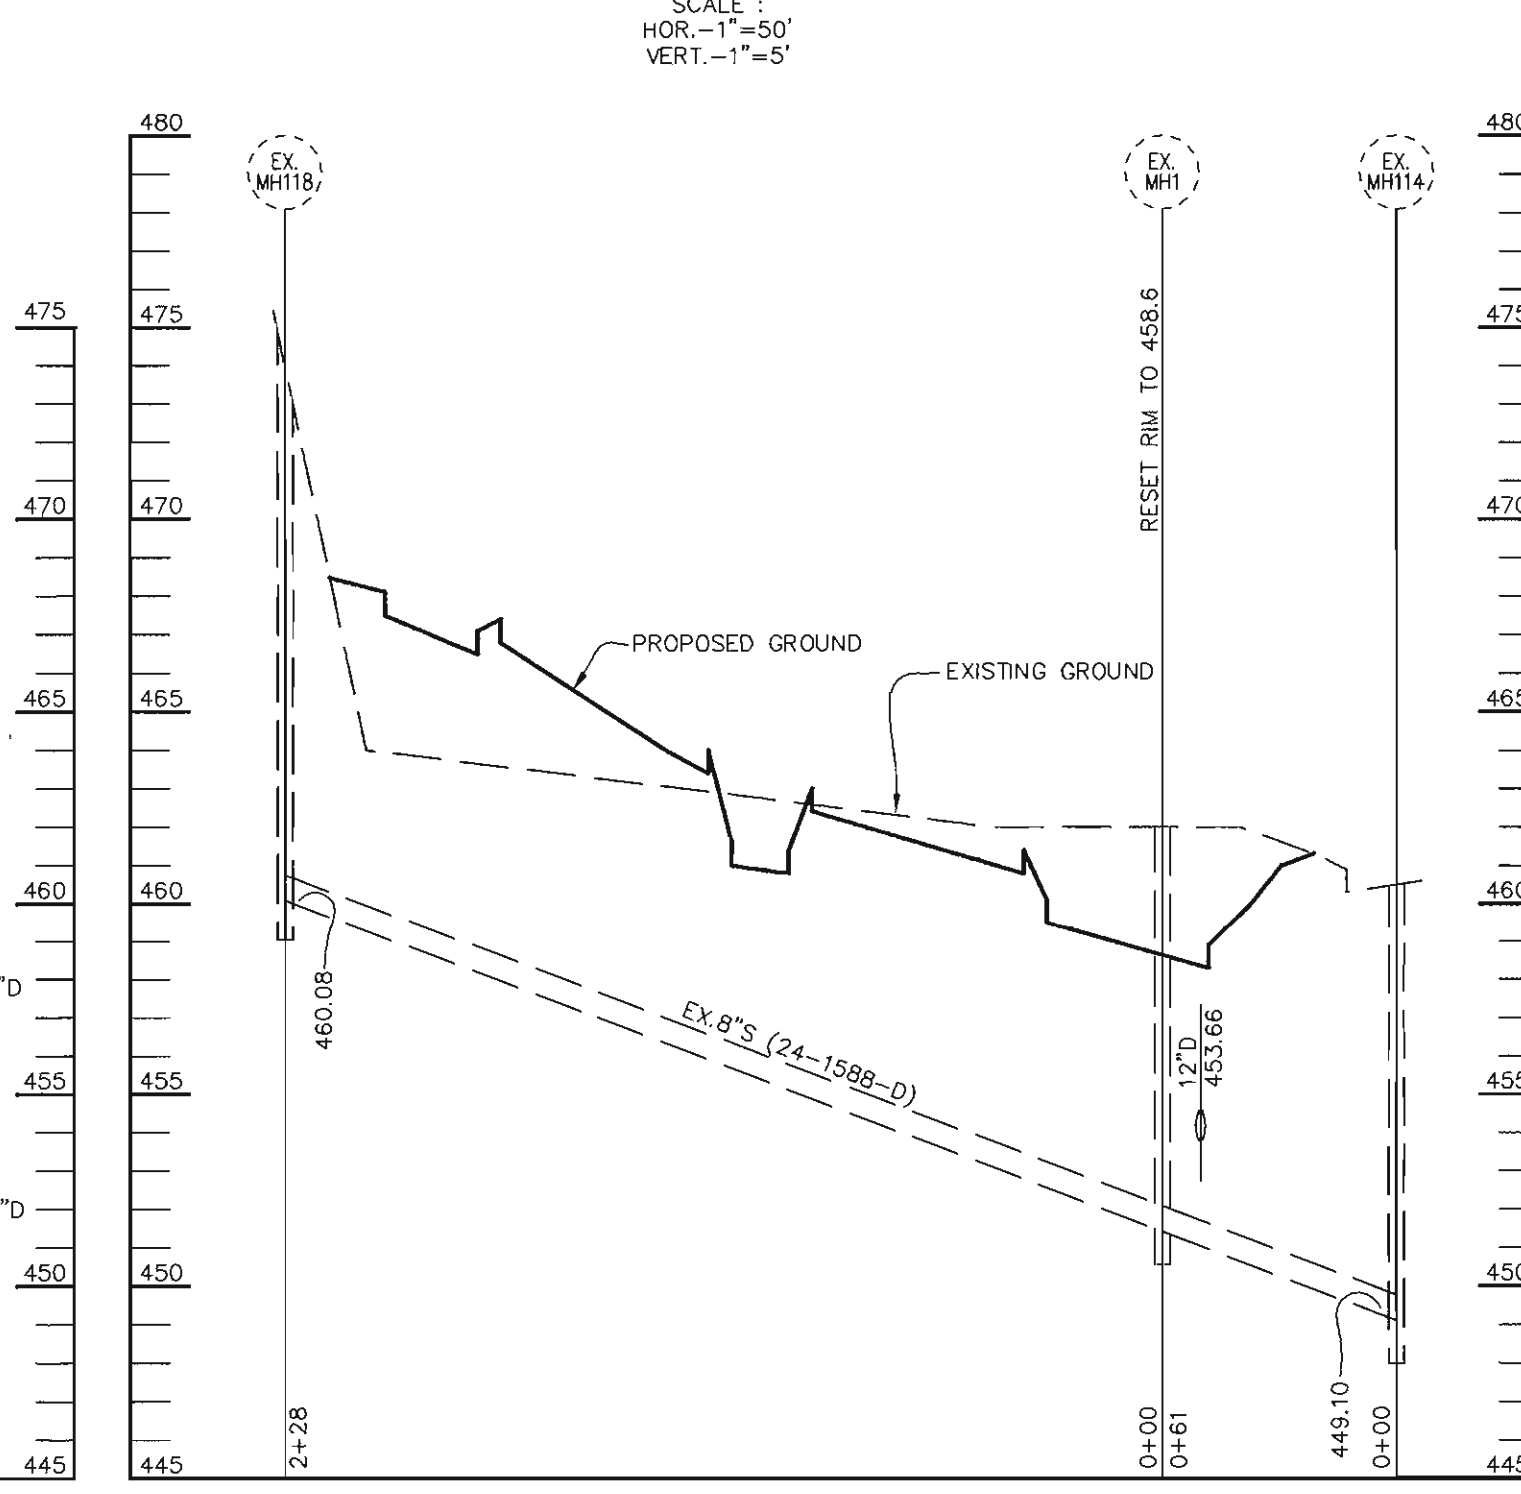 SCALE :
HOR.-1"=50'
VERT.-1"=5'
480
480
EX.
MH118
EX.
MH1
EX.
MH114
475
475
475
RESET RIM TO 458.6
470
470
470
PROPOSED GROUND
EXISTING GROUND
465
465
465
460
460
460
"D
460.08
EX.8"S (24-1588-D)
12"D
453.66
455
455
455
"D
450
450
450
449.10
2+28
0+00
0+61
0+00
445
445
445